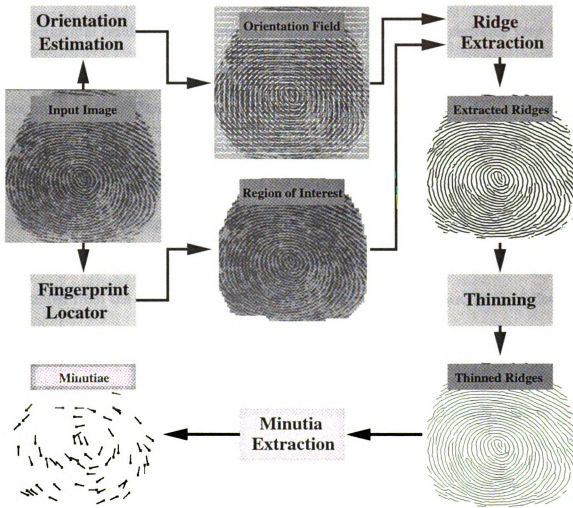 Orientation
Estimation
Orientation Field
Ridge
Extraction
Input Image
Extracted Ridges
Region of Interest
Fingerprint
Locator
Thinning
Minutiae
Thinned Ridges
Minutia
Extraction